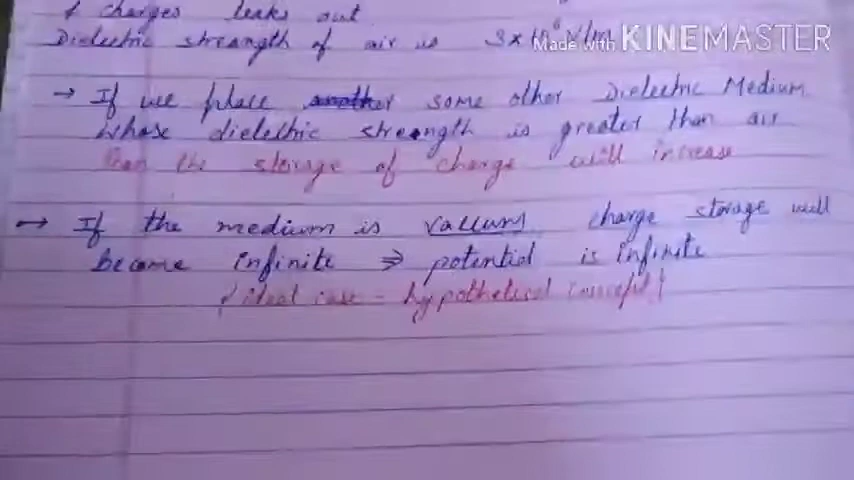 & charges leaks out
Dielectric streangth of air is 3×10⁶ V/m
Made with KINEMASTER
→ If we place another some other Dielectric Medium
whose dielectric streongth is greater than air
then the storage of charge will increase
→ If the medium is vaccum, charge storage will
become infinite ⇒ potential is infinite
{ ideal case - hypothetical concept }